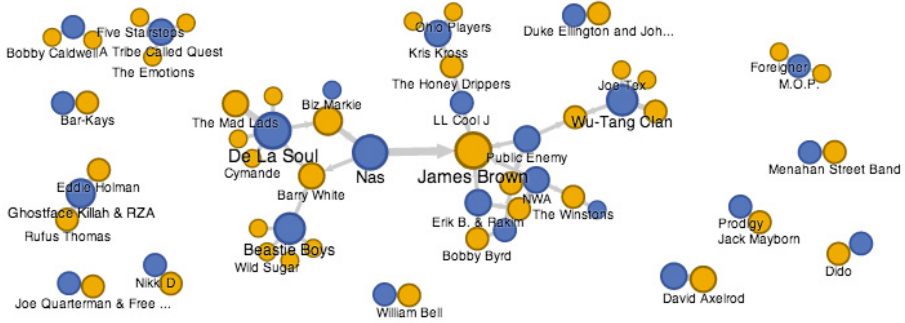 Ohio Players
Duke Ellington and Joh...
Five Stairsteps
Bobby Caldwell
A Tribe Called Quest
Kris Kross
The Emotions
Foreigner
M.O.P.
The Honey Drippers
Joe Tex
Biz Markie
Bar-Kays
The Mad Lads
LL Cool J
Wu-Tang Clan
De La Soul
Public Enemy
Nas
James Brown
Cymande
Menahan Street Band
Eddie Holman
Barry White
NWA
Ghostface Killah & RZA
The Winstons
Erik B. & Rakim
Prodigy
Rufus Thomas
Jack Mayborn
Beastie Boys
Bobby Byrd
Wild Sugar
Dido
Nikki D
Joe Quarterman & Free ...
David Axelrod
William Bell